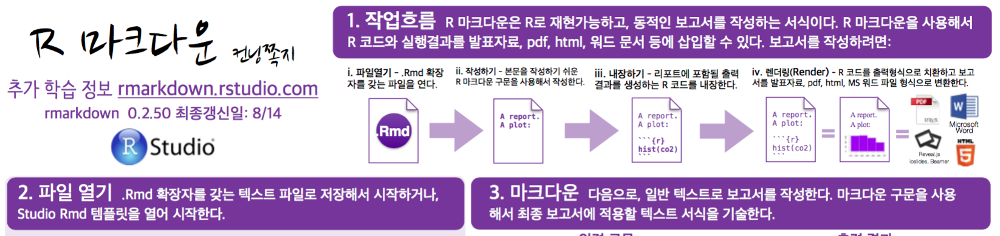 R 마크다운 컨닝쪽지
추가 학습 정보 rmarkdown.rstudio.com
rmarkdown 0.2.50 최종갱신일: 8/14
R Studio
1. 작업흐름 R 마크다운은 R로 재현가능하고, 동적인 보고서를 작성하는 서식이다. R 마크다운을 사용해서
R 코드와 실행결과를 발표자료, pdf, html, 워드 문서 등에 삽입할 수 있다. 보고서를 작성하려면:
i. 파일열기 – .Rmd 확장
자를 갖는 파일을 연다.
.Rmd
ii. 작성하기 – 본문을 작성하기 쉬운
R 마크다운 구문을 사용해서 작성한다.
A report.
A plot:
iii. 내장하기 – 리포트에 포함될 출력
결과를 생성하는 R 코드를 내장한다.
A report.
A plot:
```{r}
hist(co2)
```
iv. 렌더링(Render) – R 코드를 출력형식으로 치환하고 보고
서를 발표자료, pdf, html, MS 워드 파일 형식으로 변환한다.
A report.
A plot:
```{r}
hist(co2)
```
=
A report.
A plot:
=
PDF
LATEX
W
Microsoft
Word
Reveal.js
ioslides, Beamer
HTML
5
2. 파일 열기 .Rmd 확장자를 갖는 텍스트 파일로 저장해서 시작하거나,
Studio Rmd 템플릿을 열어 시작한다.
3. 마크다운 다음으로, 일반 텍스트로 보고서를 작성한다. 마크다운 구문을 사용
해서 최종 보고서에 적용할 텍스트 서식을 기술한다.